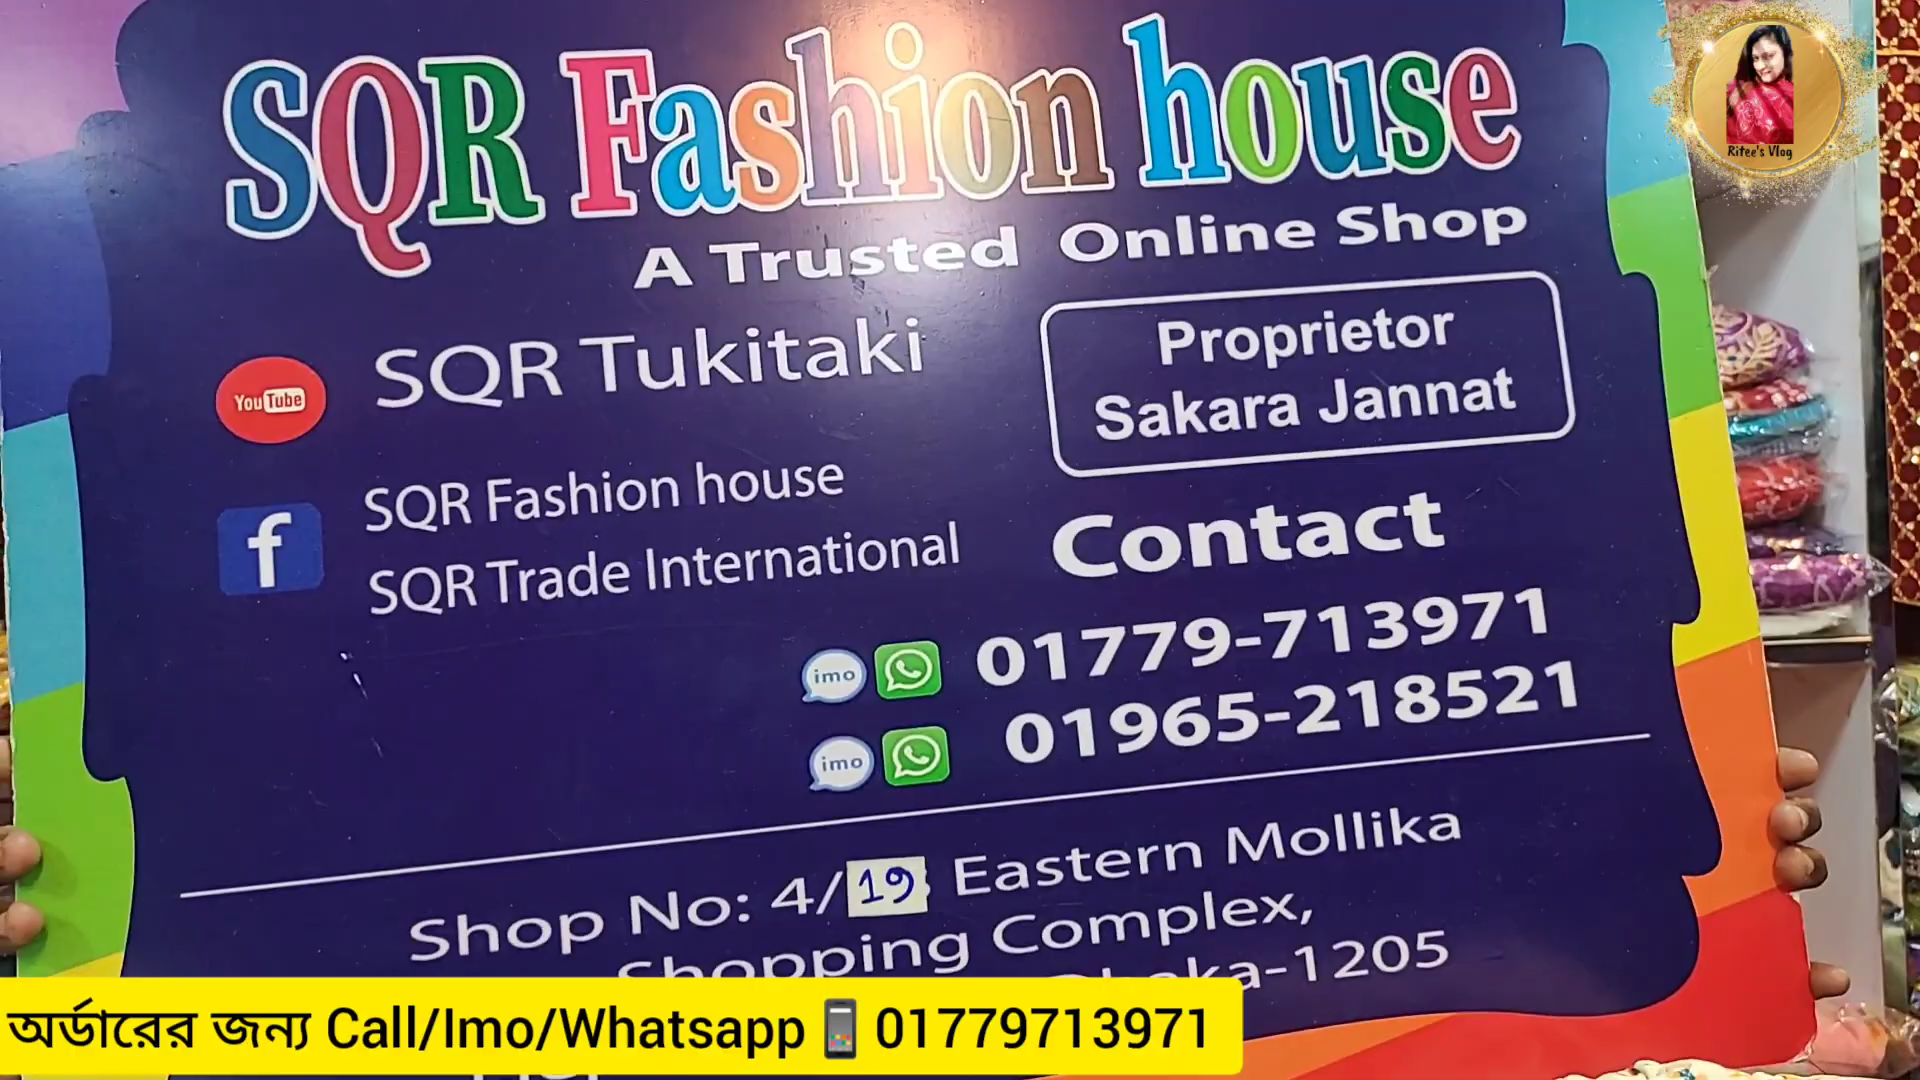 SQR Fashion house
A Trusted Online Shop
Ritee's Vlog
YouTube
SQR Tukitaki
Proprietor
Sakara Jannat
f
SQR Fashion house
SQR Trade International
Contact
imo 01779-713971
imo 01965-218521
Shop No: 4/19 Eastern Mollika
Shopping Complex,
Dhaka-1205
অর্ডারের জন্য Call/Imo/Whatsapp 01779713971